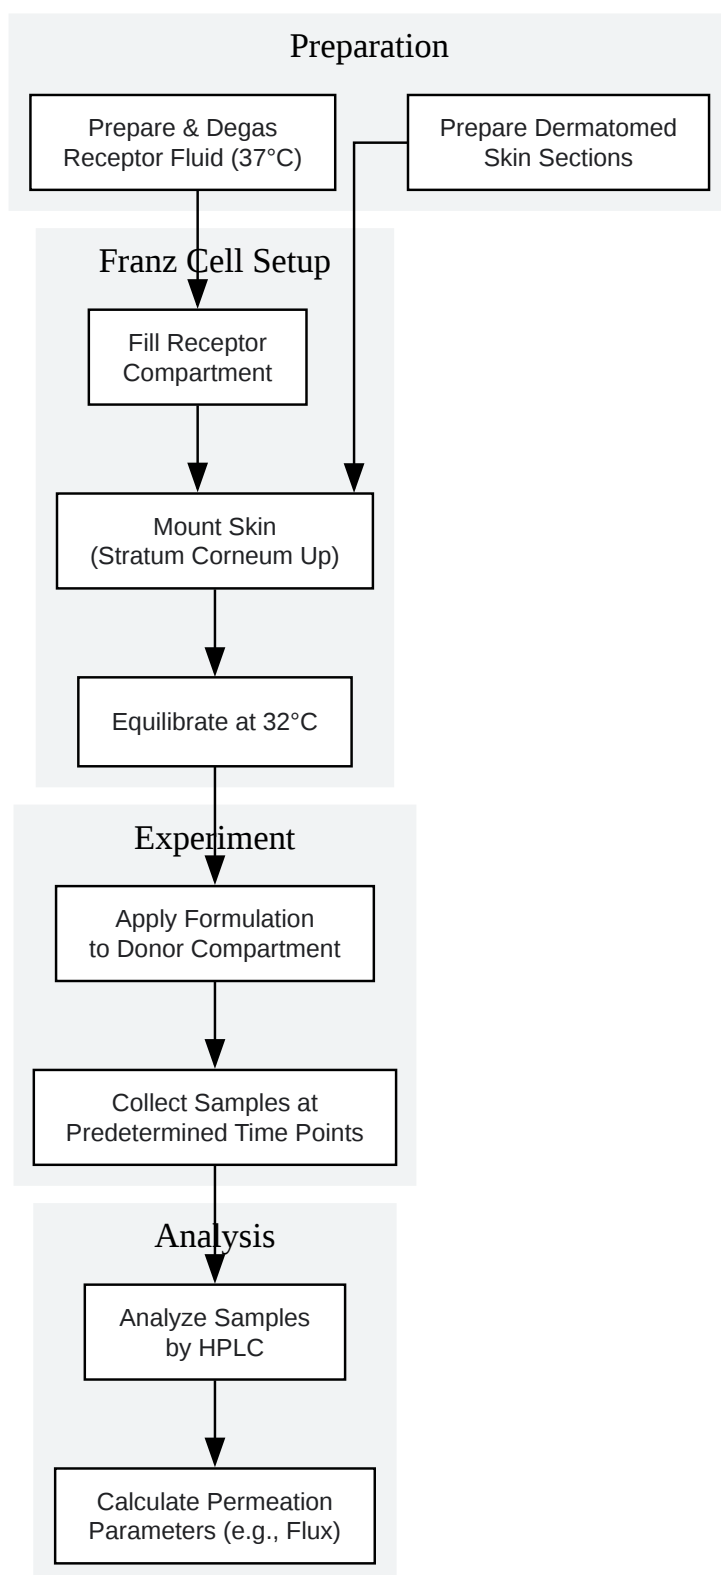 Preparation
Prepare & Degas
Receptor Fluid (37°C)
Prepare Dermatomed
Skin Sections
Franz Cell Setup
Fill Receptor
Compartment
Mount Skin
(Stratum Corneum Up)
Equilibrate at 32°C
Experiment
Apply Formulation
to Donor Compartment
Collect Samples at
Predetermined Time Points
Analysis
Analyze Samples
by HPLC
Calculate Permeation
Parameters (e.g., Flux)